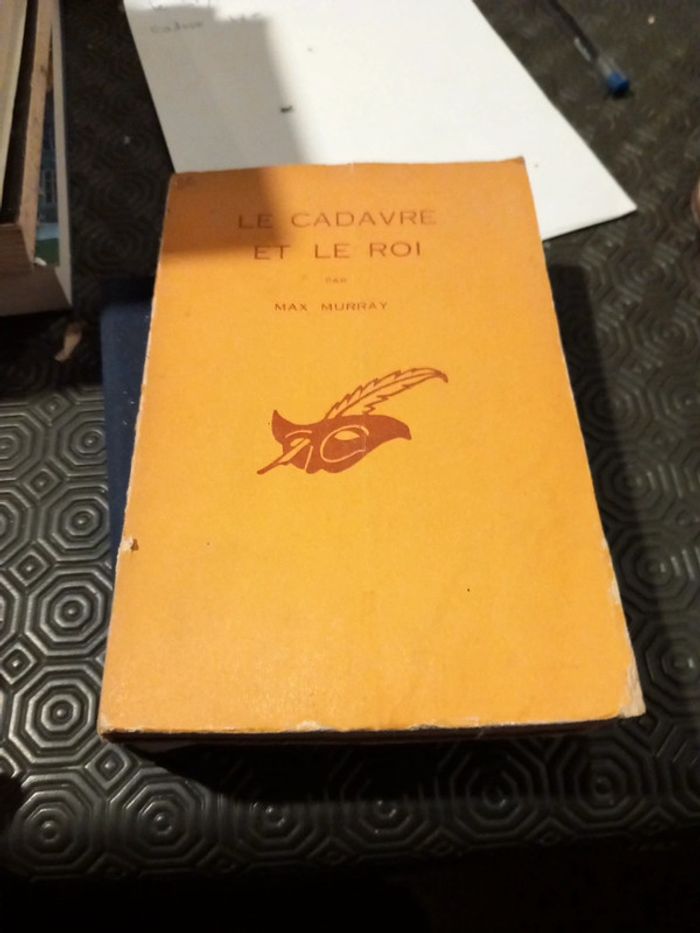 LE CADAVRE
ET LE ROI
PAR
MAX MURRAY